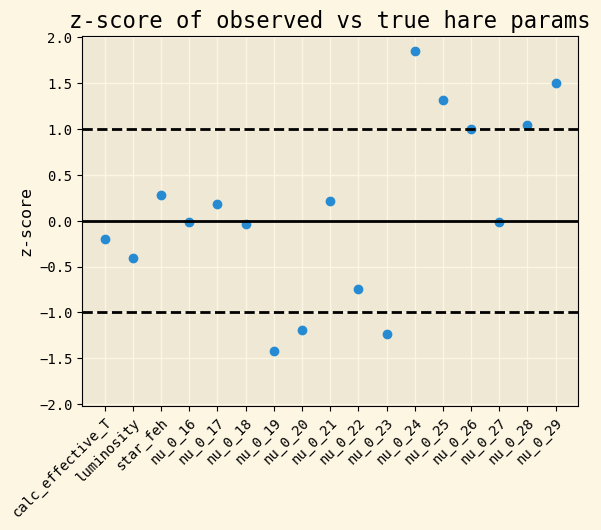 z-score of observed vs true hare params
z-score
2.0
1.5
1.0
0.5
0.0
−0.5
−1.0
−1.5
−2.0
calc_effective_T
luminosity
star_feh
nu_0_16
nu_0_17
nu_0_18
nu_0_19
nu_0_20
nu_0_21
nu_0_22
nu_0_23
nu_0_24
nu_0_25
nu_0_26
nu_0_27
nu_0_28
nu_0_29